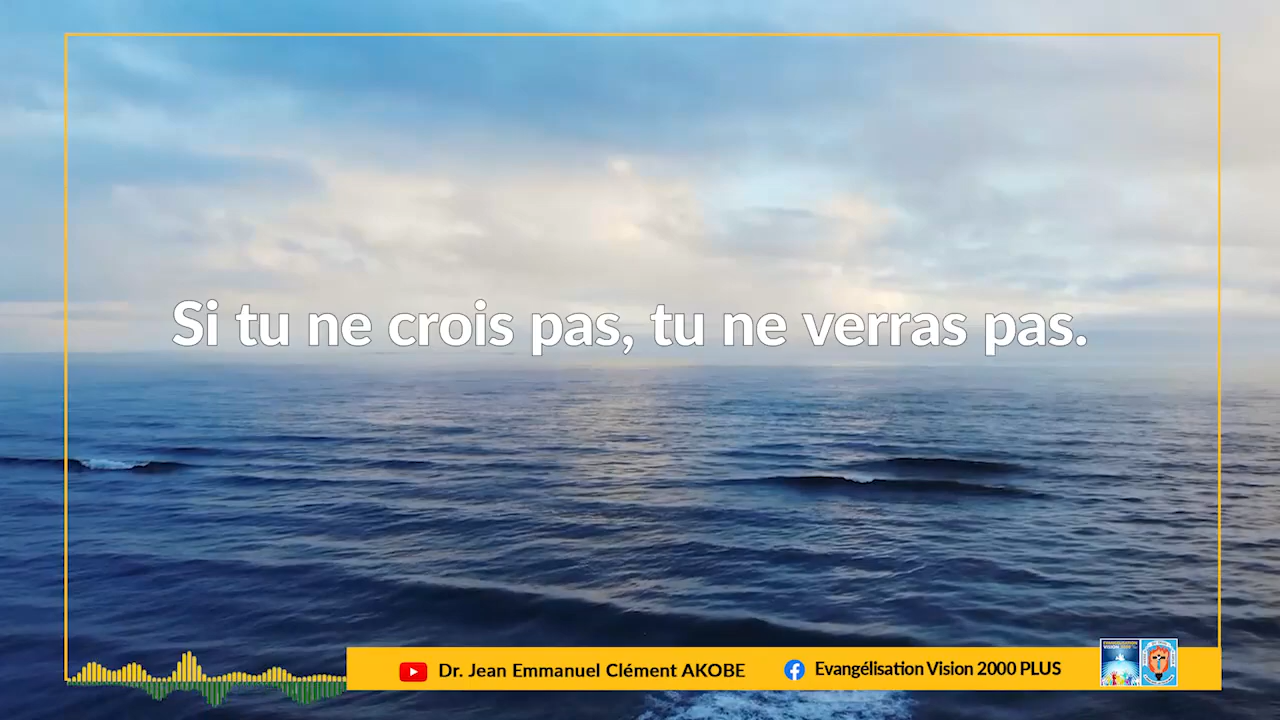 Si tu ne crois pas, tu ne verras pas.
Dr. Jean Emmanuel Clément AKOBE
Evangélisation Vision 2000 PLUS